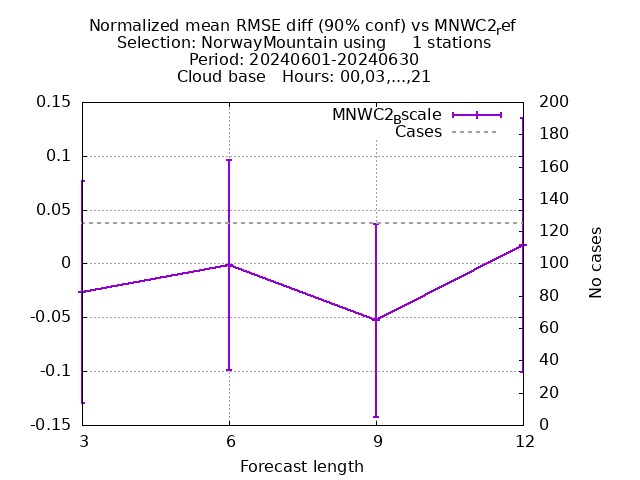 Normalized mean RMSE diff (90% conf) vs MNWC2ref
Selection: NorwayMountain using 1 stations
Period: 20240601-20240630
Cloud base Hours: 00,03,...,21
MNWC2Bscale
Cases
0.15
0.1
0.05
0
-0.05
-0.1
-0.15
200
180
160
140
120
100
80
60
40
20
0
No cases
3 6 9 12
Forecast length